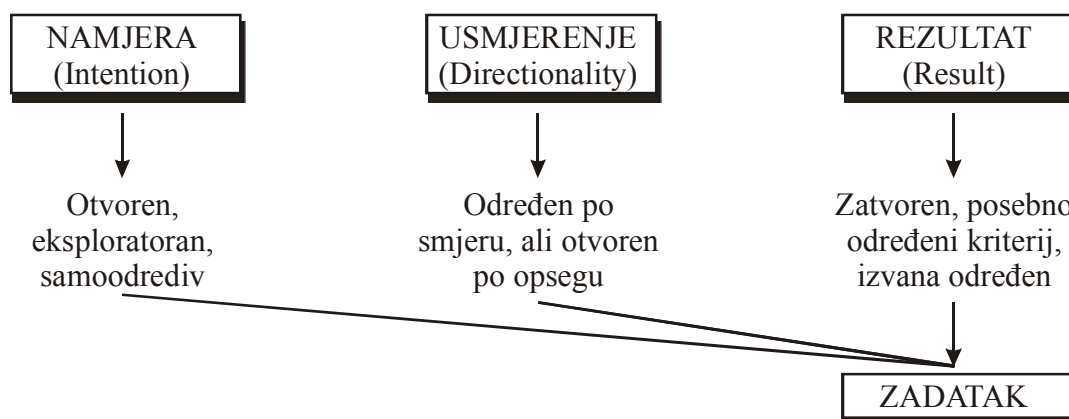 NAMJERA
(Intention)
USMJERENJE
(Directionality)
REZULTAT
(Result)
Otvoren,
eksploratoran,
samoodrediv
Određen po
smjeru, ali otvoren
po opsegu
Zatvoren, posebno
određeni kriterij,
izvana određen
ZADATAK